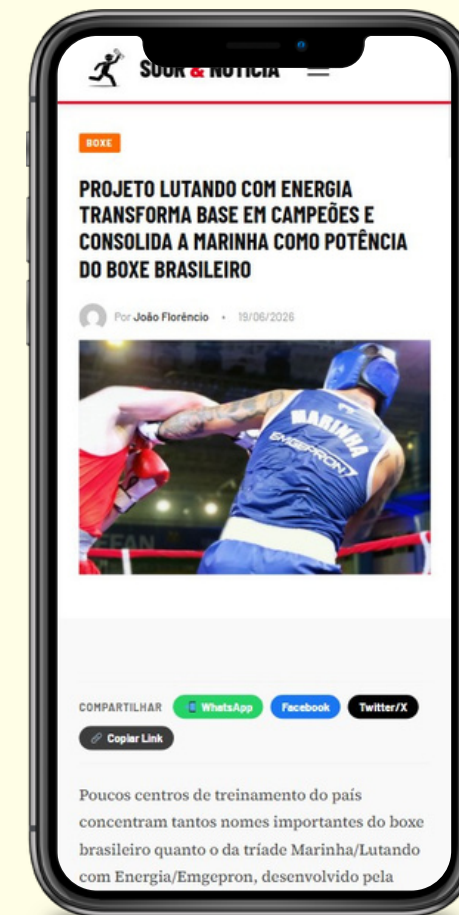 SUOR & NOTÍCIA
BOXE
PROJETO LUTANDO COM ENERGIA
TRANSFORMA BASE EM CAMPEÕES E
CONSOLIDA A MARINHA COMO POTÊNCIA
DO BOXE BRASILEIRO
Por João Florêncio • 19/06/2026
MARINHA
EMGEPRON
COMPARTILHAR
WhatsApp
Facebook
Twitter/X
Copiar Link
Poucos centros de treinamento do país
concentram tantos nomes importantes do boxe
brasileiro quanto o da tríade Marinha/Lutando
com Energia/Emgepron, desenvolvido pela